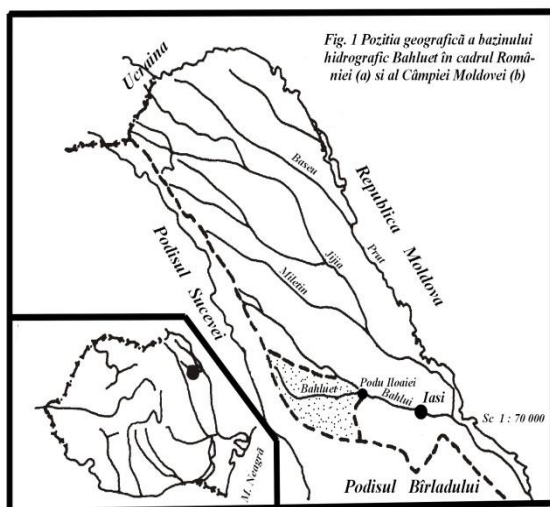 Fig. 1 Pozitia geografică a bazinului
hidrografic Bahluet în cadrul Româ-
niei (a) si al Câmpiei Moldovei (b)
Ucraina
Baseu
Republica
Moldova
Prut
Jijia
Miletin
Podisul Sucevei
Bahluet
Podu Iloaiei
Bahlui
Iasi
Sc 1 : 70 000
M. Neagră
Podisul Bîrladului